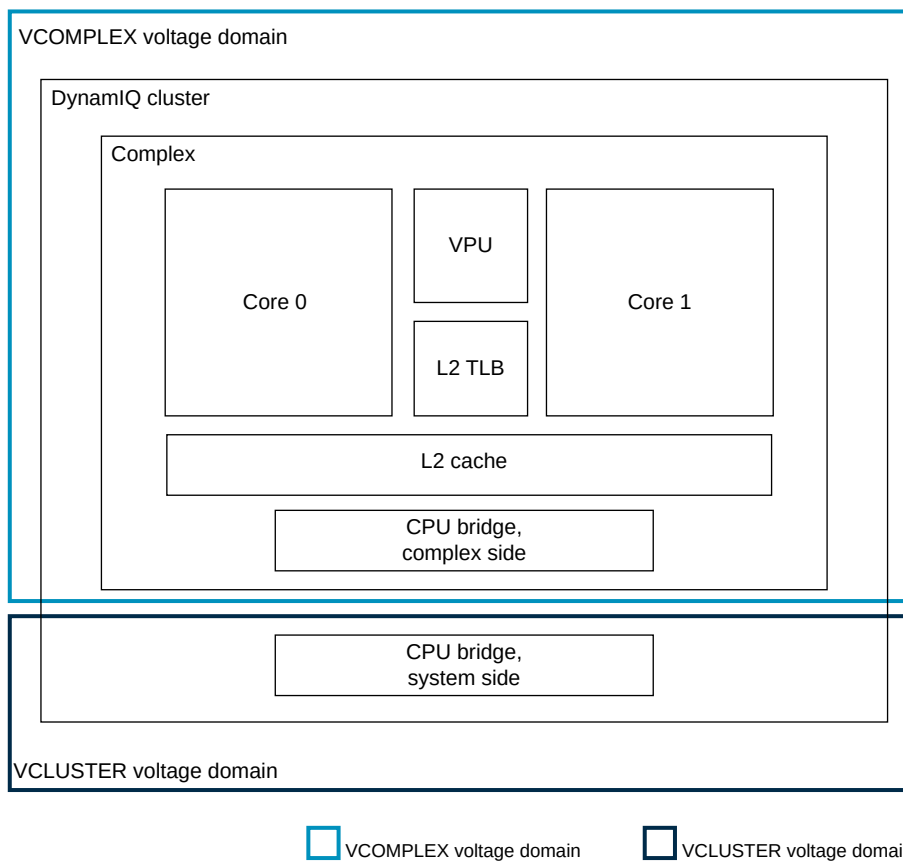 VCOMPLEX voltage domain
DynamIQ cluster
Complex
Core 0
VPU
Core 1
L2 TLB
L2 cache
CPU bridge,
complex side
CPU bridge,
system side
VCLUSTER voltage domain
VCOMPLEX voltage domain
VCLUSTER voltage domai